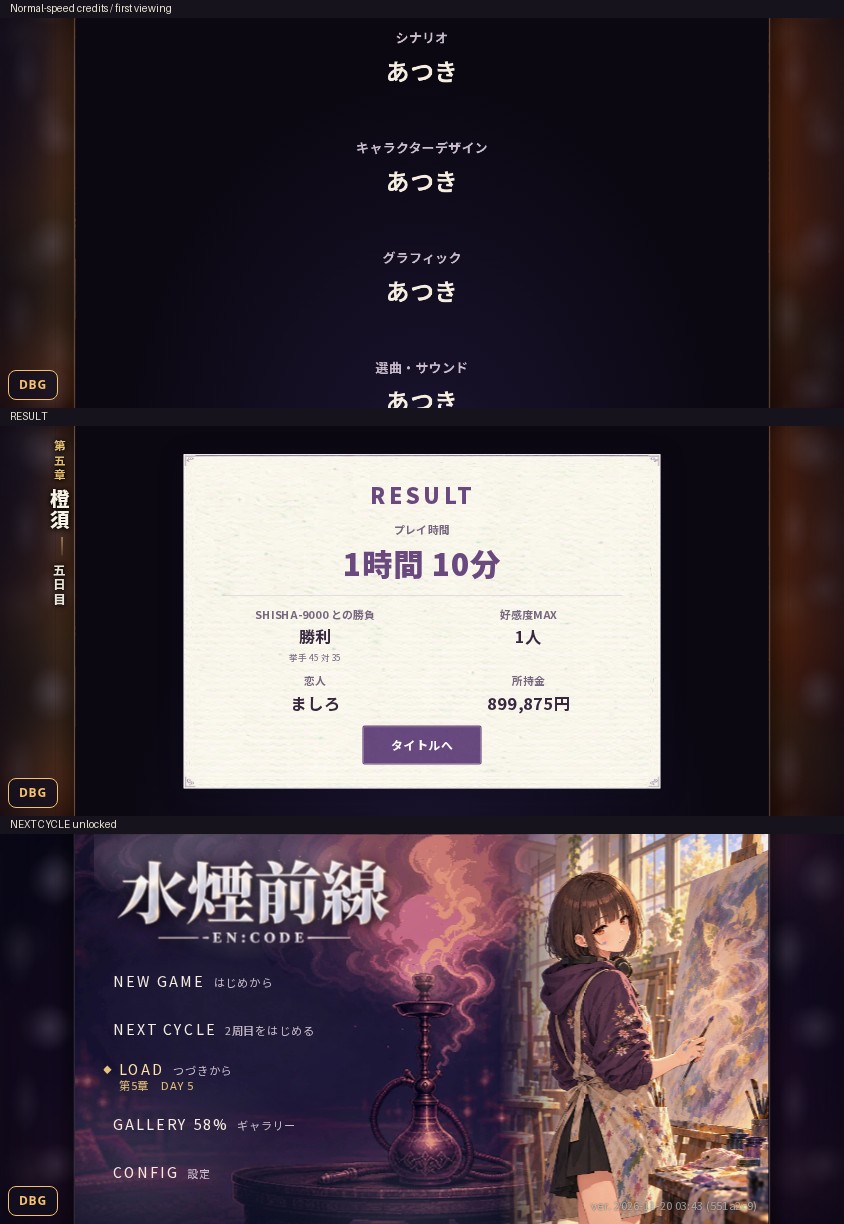 Normal-speed credits / first viewing
シナリオ
あつき
キャラクターデザイン
あつき
グラフィック
あつき
選曲・サウンド
あつき
DBG
RESULT
第五章 橙須 五日目
RESULT
プレイ時間
1時間 10分
SHISHA-9000 との勝負
勝利
挙手 45 対 35
好感度MAX
1人
恋人
ましろ
所持金
899,875円
タイトルへ
DBG
NEXT CYCLE unlocked
水煙前線
EN:CODE
NEW GAME はじめから
NEXT CYCLE 2周目をはじめる
LOAD つづきから
第5章 DAY 5
GALLERY 58% ギャラリー
CONFIG 設定
DBG
03:43